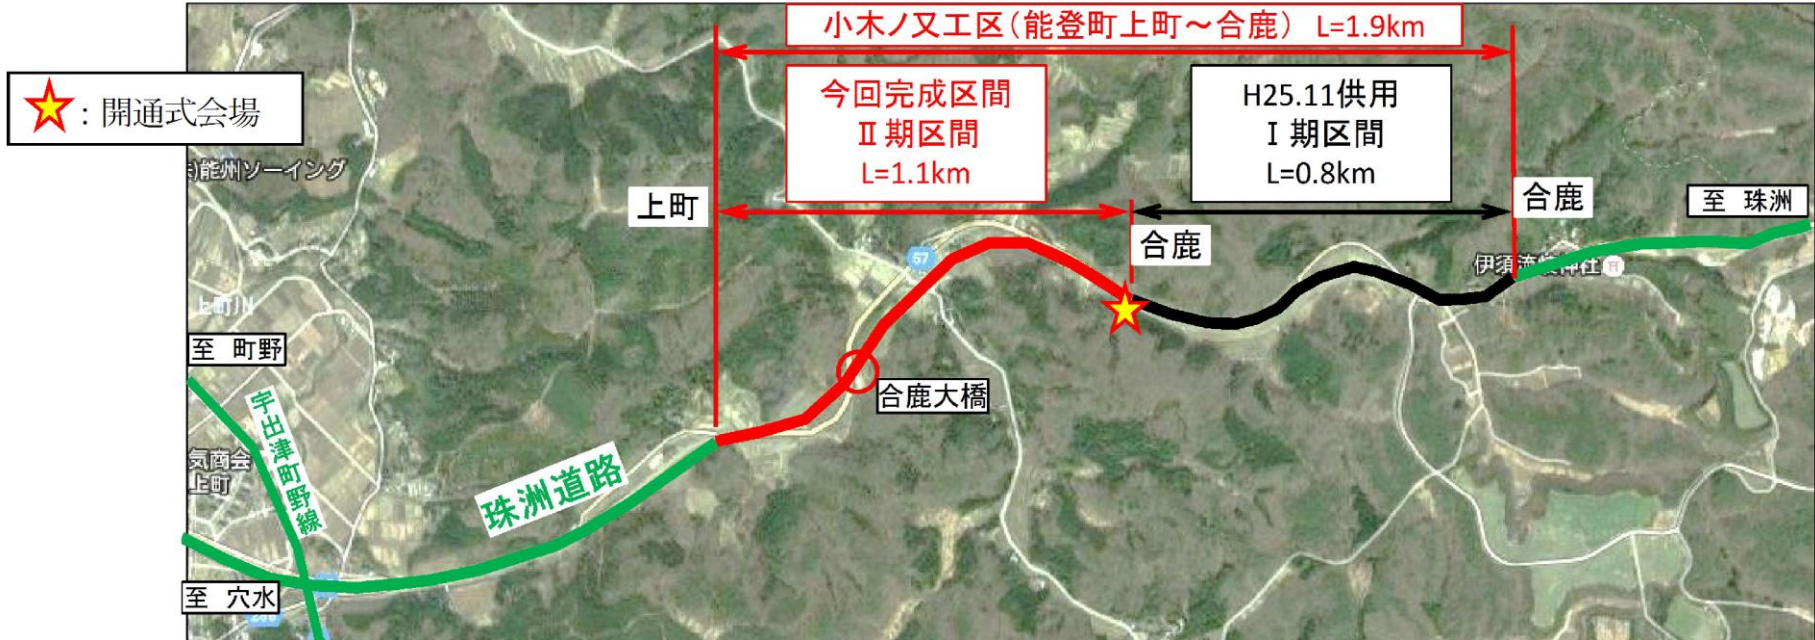 小木ノ又工区(能登町上町～合鹿) L=1.9km
：開通式会場
今回完成区間
Ⅱ期区間
L=1.1km
H25.11供用
Ⅰ期区間
L=0.8km
)能州ソーイング
上町
合鹿
至 珠洲
合鹿
57
伊須流岐神社
上町川
至 町野
合鹿大橋
宇出津町野線
気商会
上町
珠洲道路
至 穴水